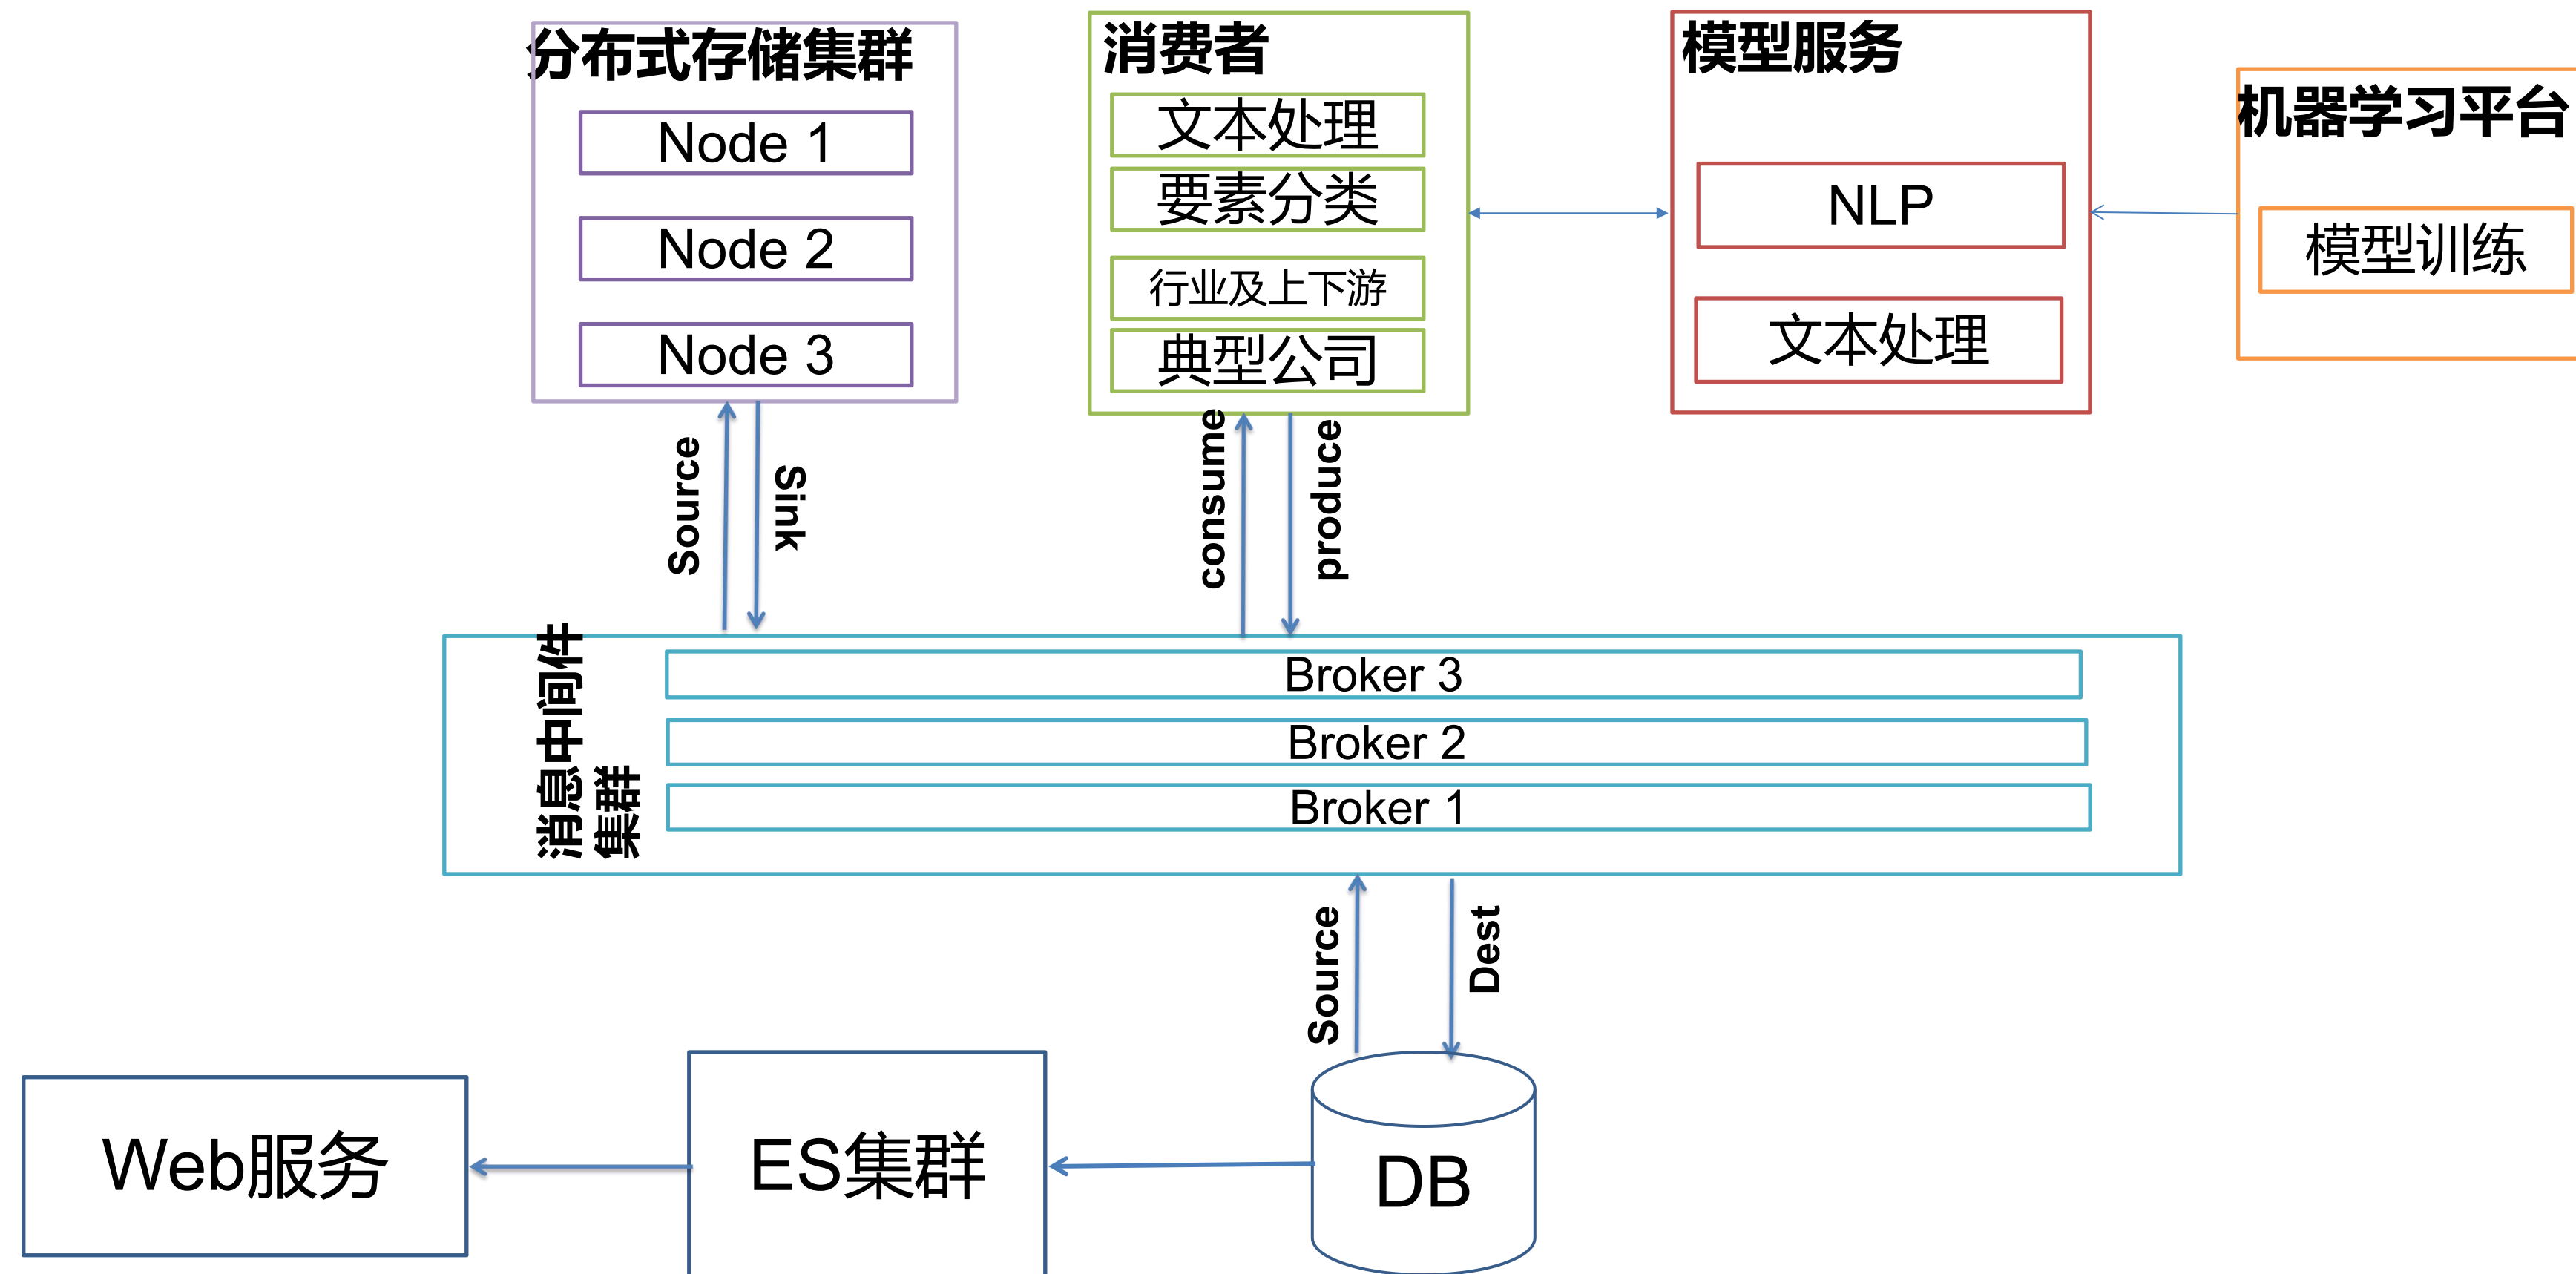 分布式存储集群
Node 1
Node 2
Node 3
消费者
文本处理
要素分类
行业及上下游
典型公司
模型服务
NLP
文本处理
机器学习平台
模型训练
Source
Sink
consume
produce
消息中间件
集群
Broker 3
Broker 2
Broker 1
Source
Dest
Web服务
ES集群
DB